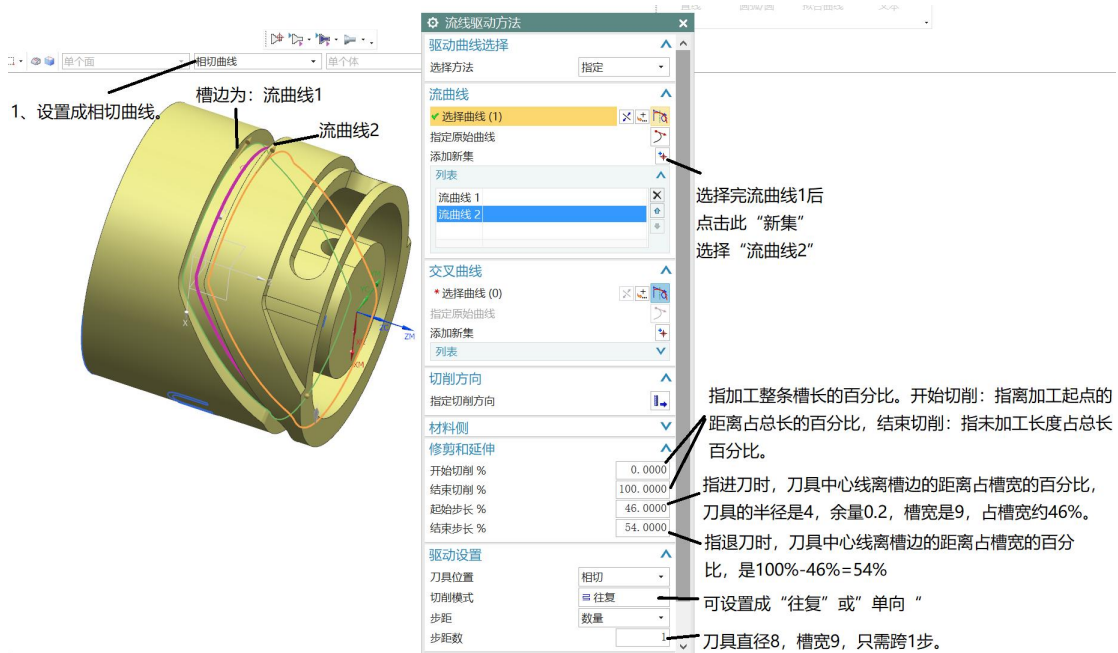 流线驱动方法
驱动曲线选择
选择方法
指定
单个面
相切曲线
单个体
1、设置成相切曲线。
槽边为：流曲线1
流曲线2
流曲线
选择曲线 (1)
指定原始曲线
添加新集
列表
流曲线 1
流曲线 2
选择完流曲线1后
点击此“新集”
选择“流曲线2”
交叉曲线
* 选择曲线 (0)
指定原始曲线
添加新集
列表
X
ZM
XM
切削方向
指定切削方向
材料侧
修剪和延伸
开始切削 %
0.0000
结束切削 %
100.0000
起始步长 %
46.0000
结束步长 %
54.0000
指加工整条槽长的百分比。开始切削：指离加工起点的
距离占总长的百分比，结束切削：指末加工长度占总长
百分比。
指进刀时，刀具中心线离槽边的距离占槽宽的百分比，
刀具的半径是4，余量0.2，槽宽是9，占槽宽约46%。
指退刀时，刀具中心线离槽边的距离占槽宽的百分
比，是100%-46%=54%
驱动设置
刀具位置
相切
切削模式
往复
可设置成“往复”或”单向“
步距
数量
步距数
1
刀具直径8，槽宽9，只需跨1步。